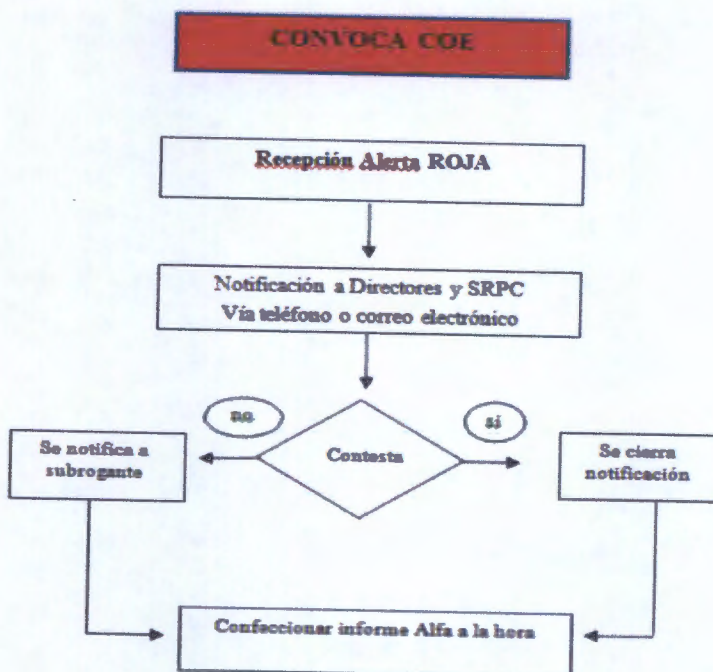 CONVOCA COE
Recepción Alerta ROJA
Notificación a Directores y SRPC
Vía teléfono o correo electrónico
no
si
Contesta
Se notifica a
subrogante
Se cierra
notificación
Confeccionar informe Alfa a la hora